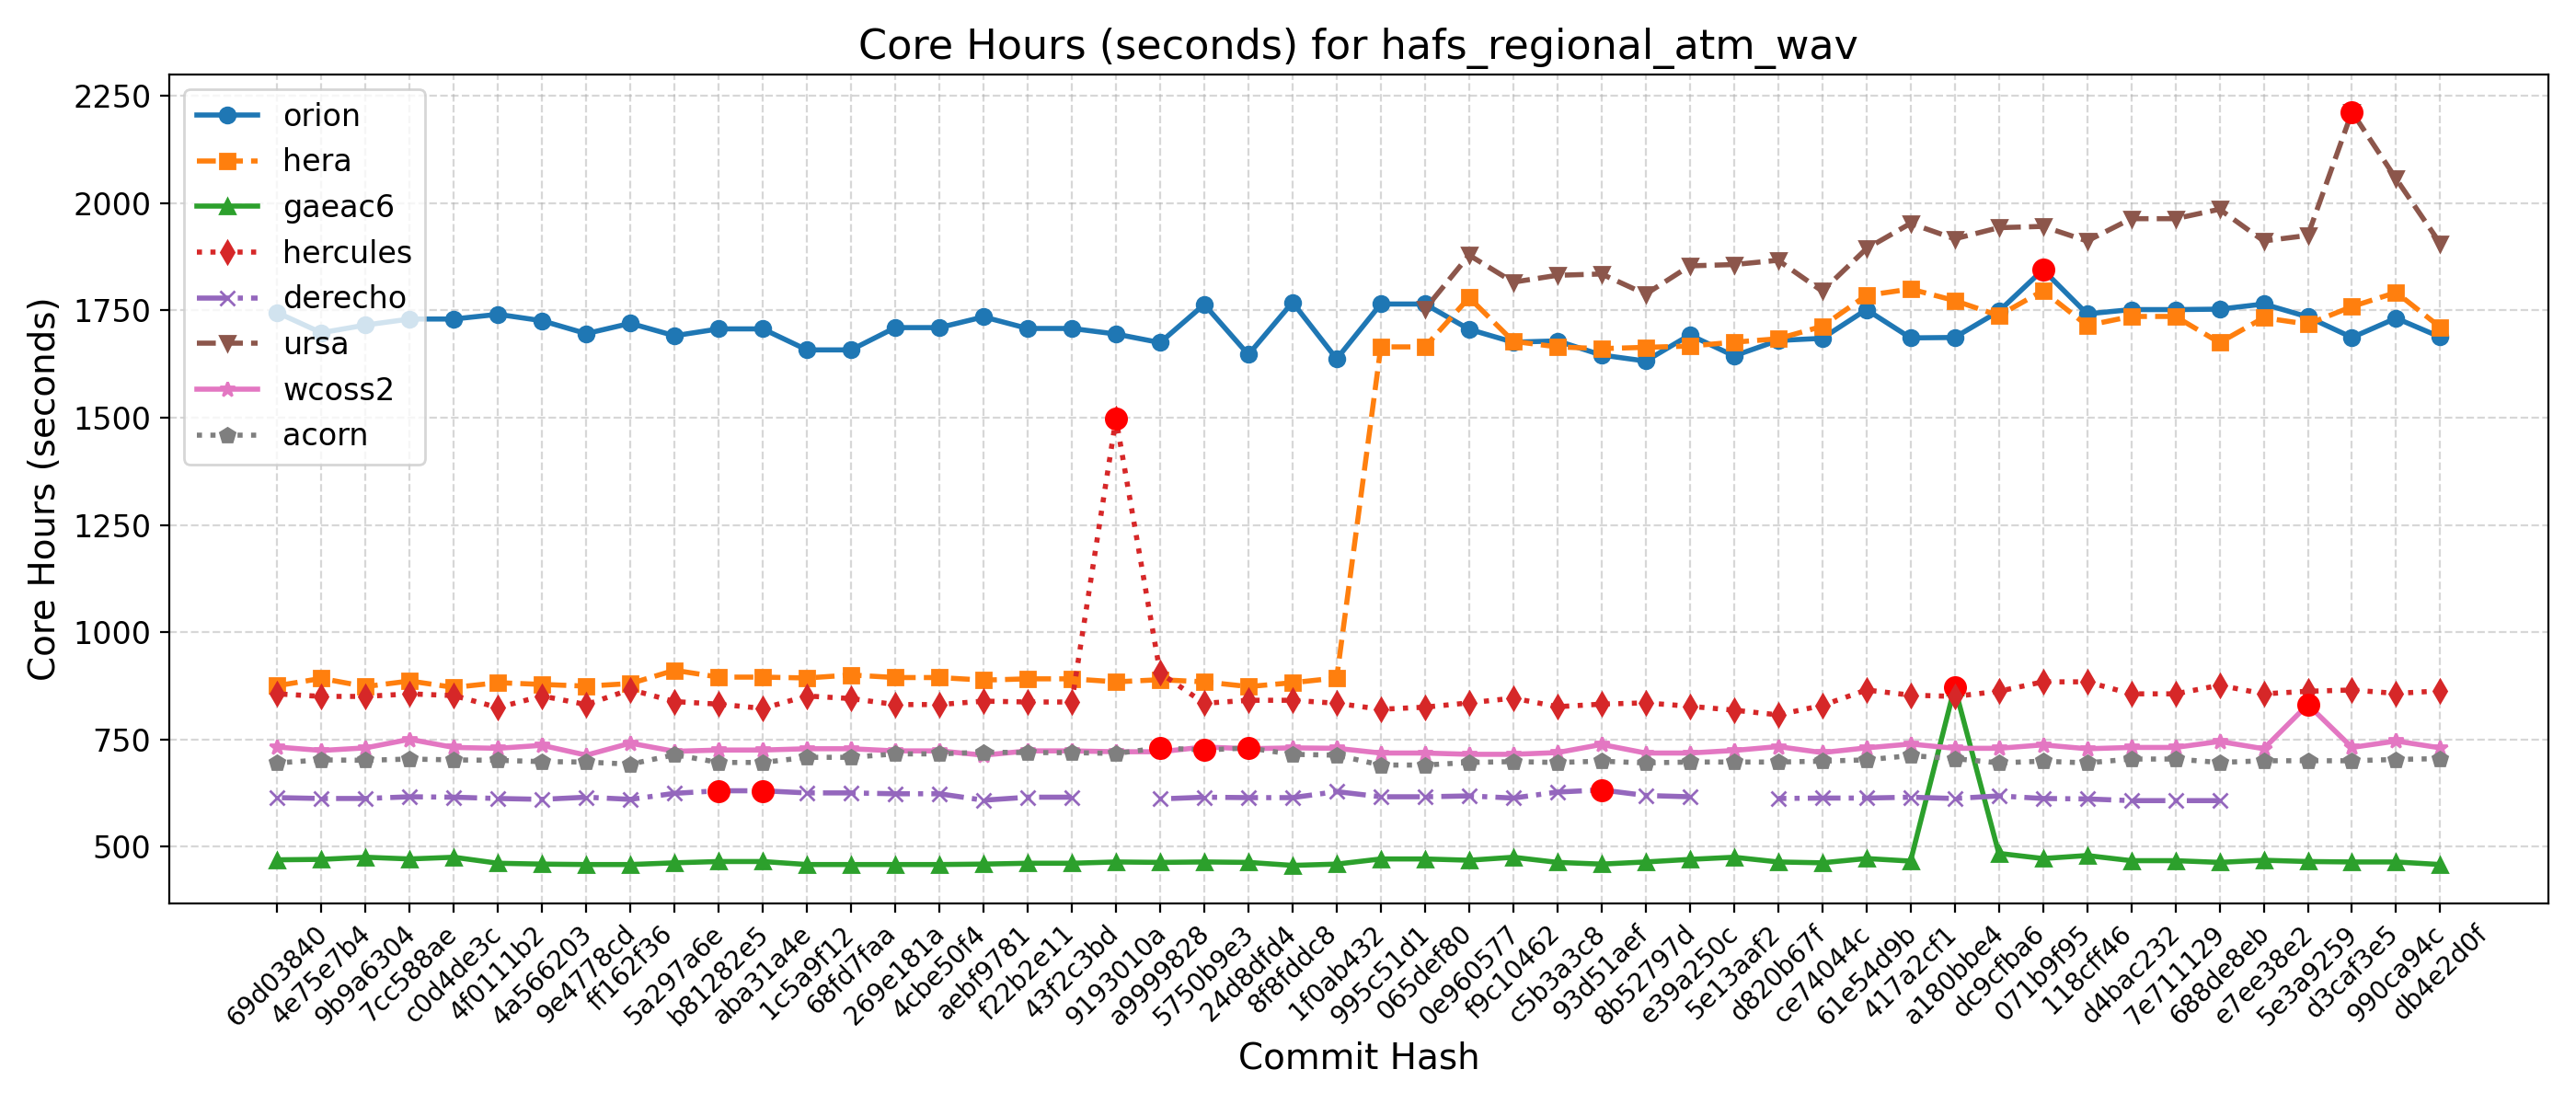 Core Hours (seconds) for hafs_regional_atm_wav
Core Hours (seconds)
2250
2000
1750
1500
1250
1000
750
500
orion
hera
gaeac6
hercules
derecho
ursa
wcoss2
acorn
69d03840
4e75e7b4
9b9a6304
7cc588ae
c0d4de3c
4f0111b2
4a566203
9e4778cd
ff162f36
5a297a6e
b81282e5
aba31a4e
1c5a9f12
68fd7faa
269e181a
4cbe50f4
aebf9781
f22b2e11
43f2c3bd
9193010a
a9999828
5750b9e3
24d8dfd4
8f8fddc8
1f0ab432
995c51d1
065def80
0e960577
f9c10462
c5b3a3c8
93d51aef
8b52797d
e39a250c
5e13aaf2
d820b67f
ce74044c
61e54d9b
417a2cf1
a180bbe4
dc9cfba6
071b9f95
118cff46
d4bac232
7e711129
688de8eb
e7ee38e2
5e3a9259
d3caf3e5
990ca94c
db4e2d0f
Commit Hash